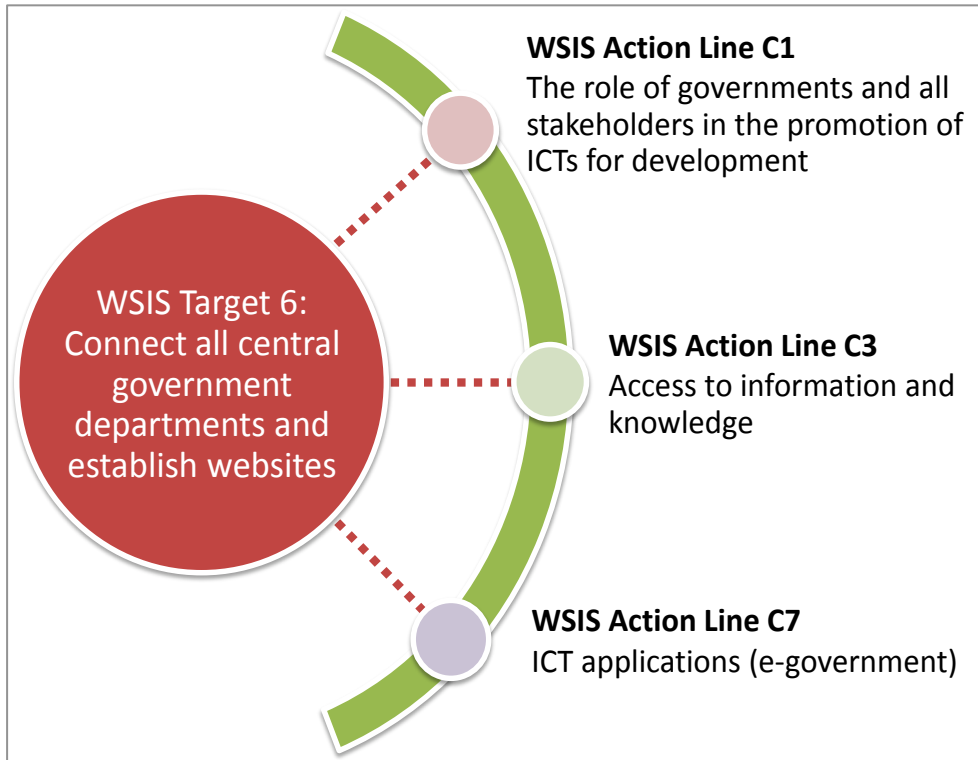 WSIS Target 6:
Connect all central
government
departments and
establish websites
WSIS Action Line C1
The role of governments and all
stakeholders in the promotion of
ICTs for development
WSIS Action Line C3
Access to information and
knowledge
WSIS Action Line C7
ICT applications (e-government)